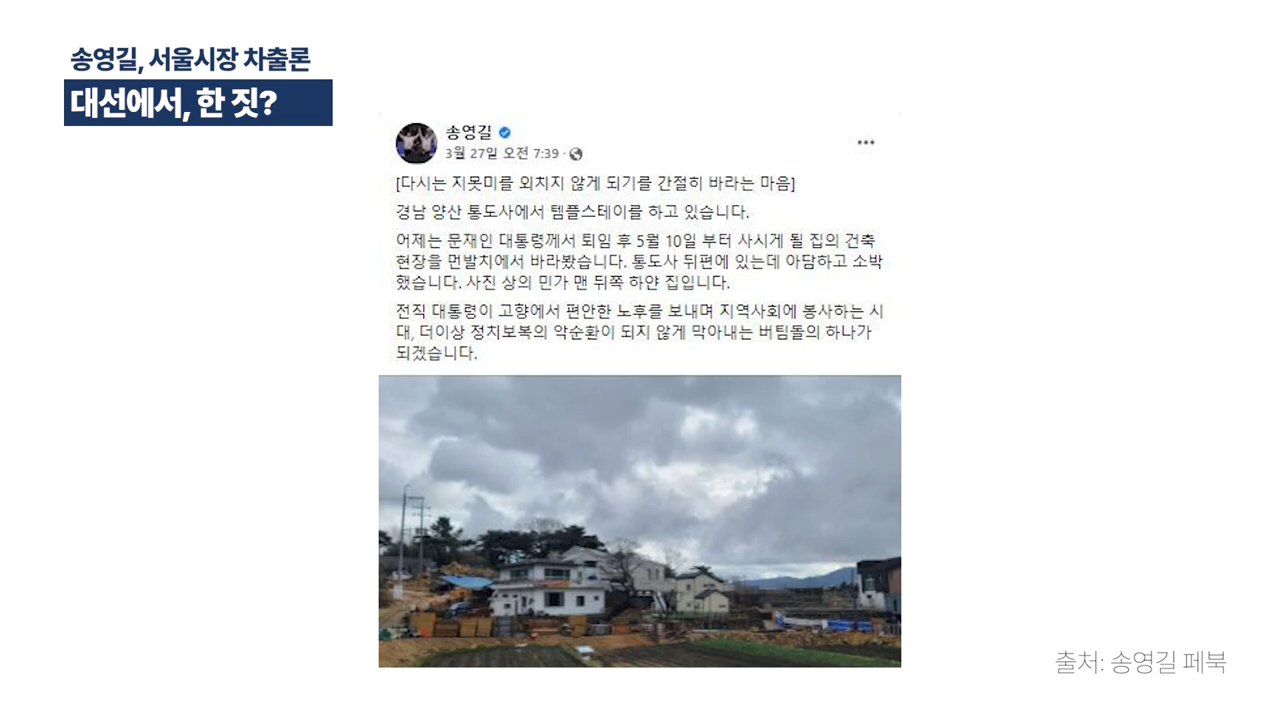 송영길, 서울시장 차출론
대선에서, 한 짓?
송영길
3월 27일 오전 7:39 ·
[다시는 지못미를 외치지 않게 되기를 간절히 바라는 마음]
경남 양산 통도사에서 템플스테이를 하고 있습니다.
어제는 문재인 대통령께서 퇴임 후 5월 10일 부터 사시게 될 집의 건축
현장을 먼발치에서 바라봤습니다. 통도사 뒤편에 있는데 아담하고 소박
했습니다. 사진 상의 민가 맨 뒤쪽 하얀 집입니다.
전직 대통령이 고향에서 편안한 노후를 보내며 지역사회에 봉사하는 시
대, 더이상 정치보복의 악순환이 되지 않게 막아내는 버팀돌의 하나가
되겠습니다.
출처: 송영길 페북